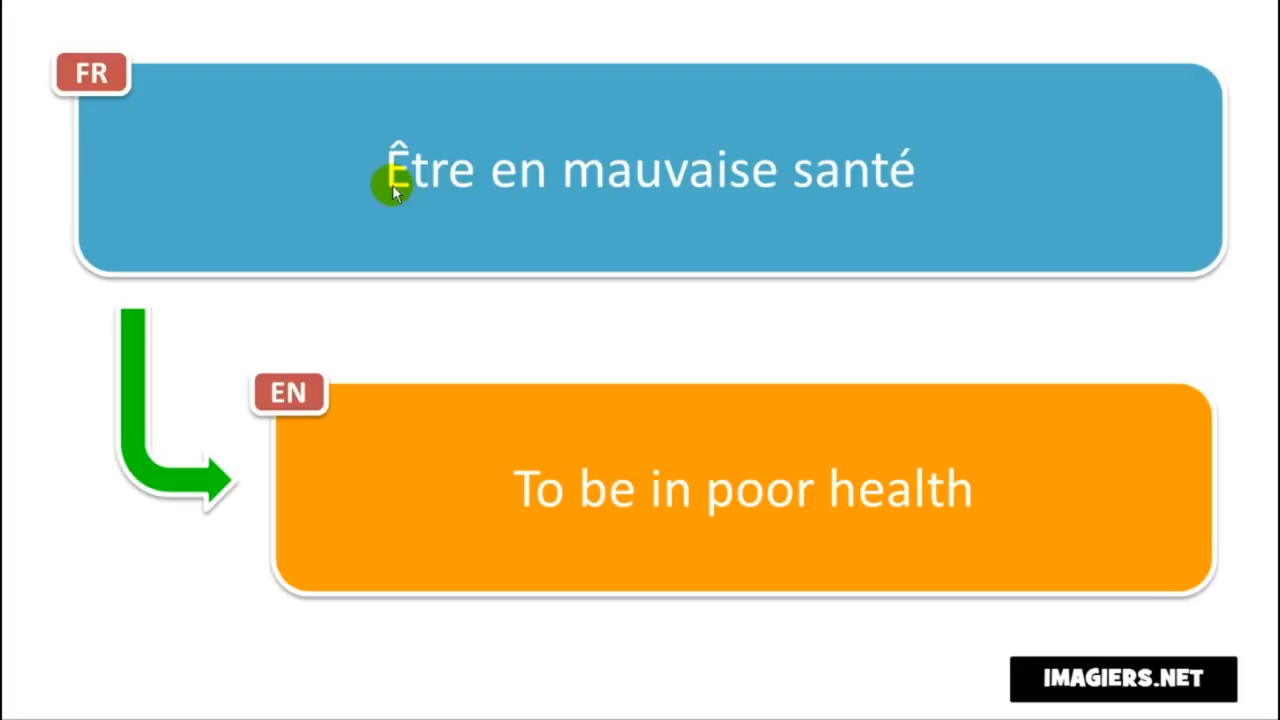 FR
Être en mauvaise santé
EN
To be in poor health
IMAGIERS.NET